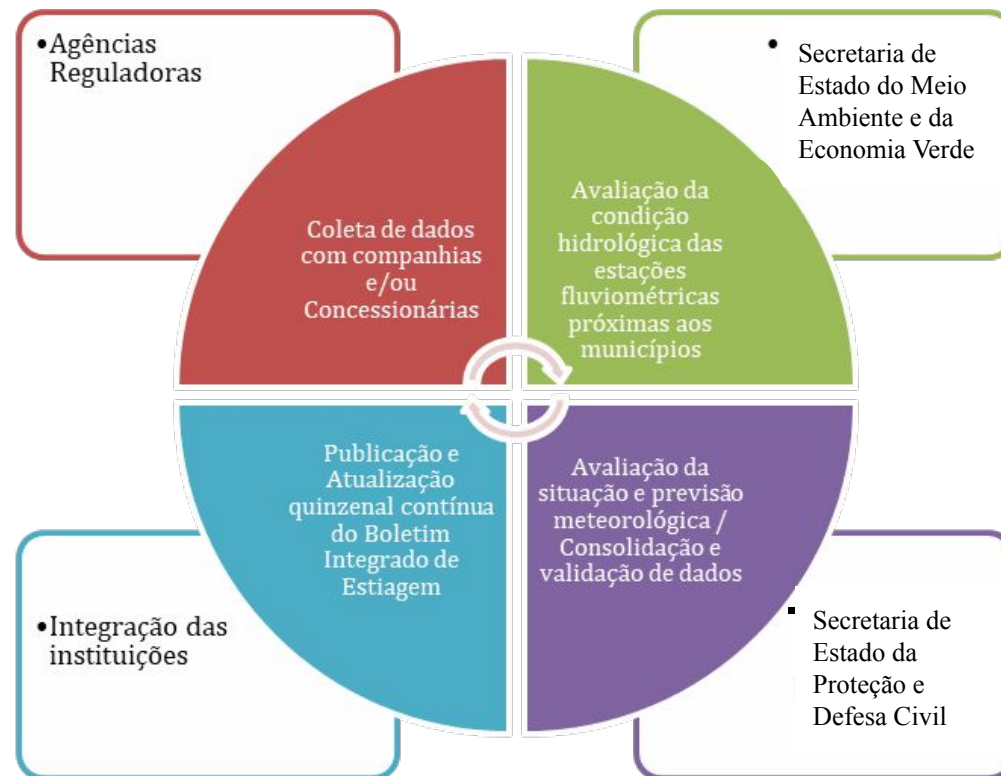 •Agências
Reguladoras
• Secretaria de
Estado do Meio
Ambiente e da
Economia Verde
Coleta de dados
com companhias
e/ou
Concessionárias
Avaliação da
condição
hidrológica das
estações
fluviométricas
próximas aos
municípios
Publicação e
Atualização
quinzenal contínua
do Boletim
Integrado de
Estiagem
Avaliação da
situação e previsão
meteorológica /
Consolidação e
validação de dados
•Integração das
instituições
▪ Secretaria de
Estado da
Proteção e
Defesa Civil